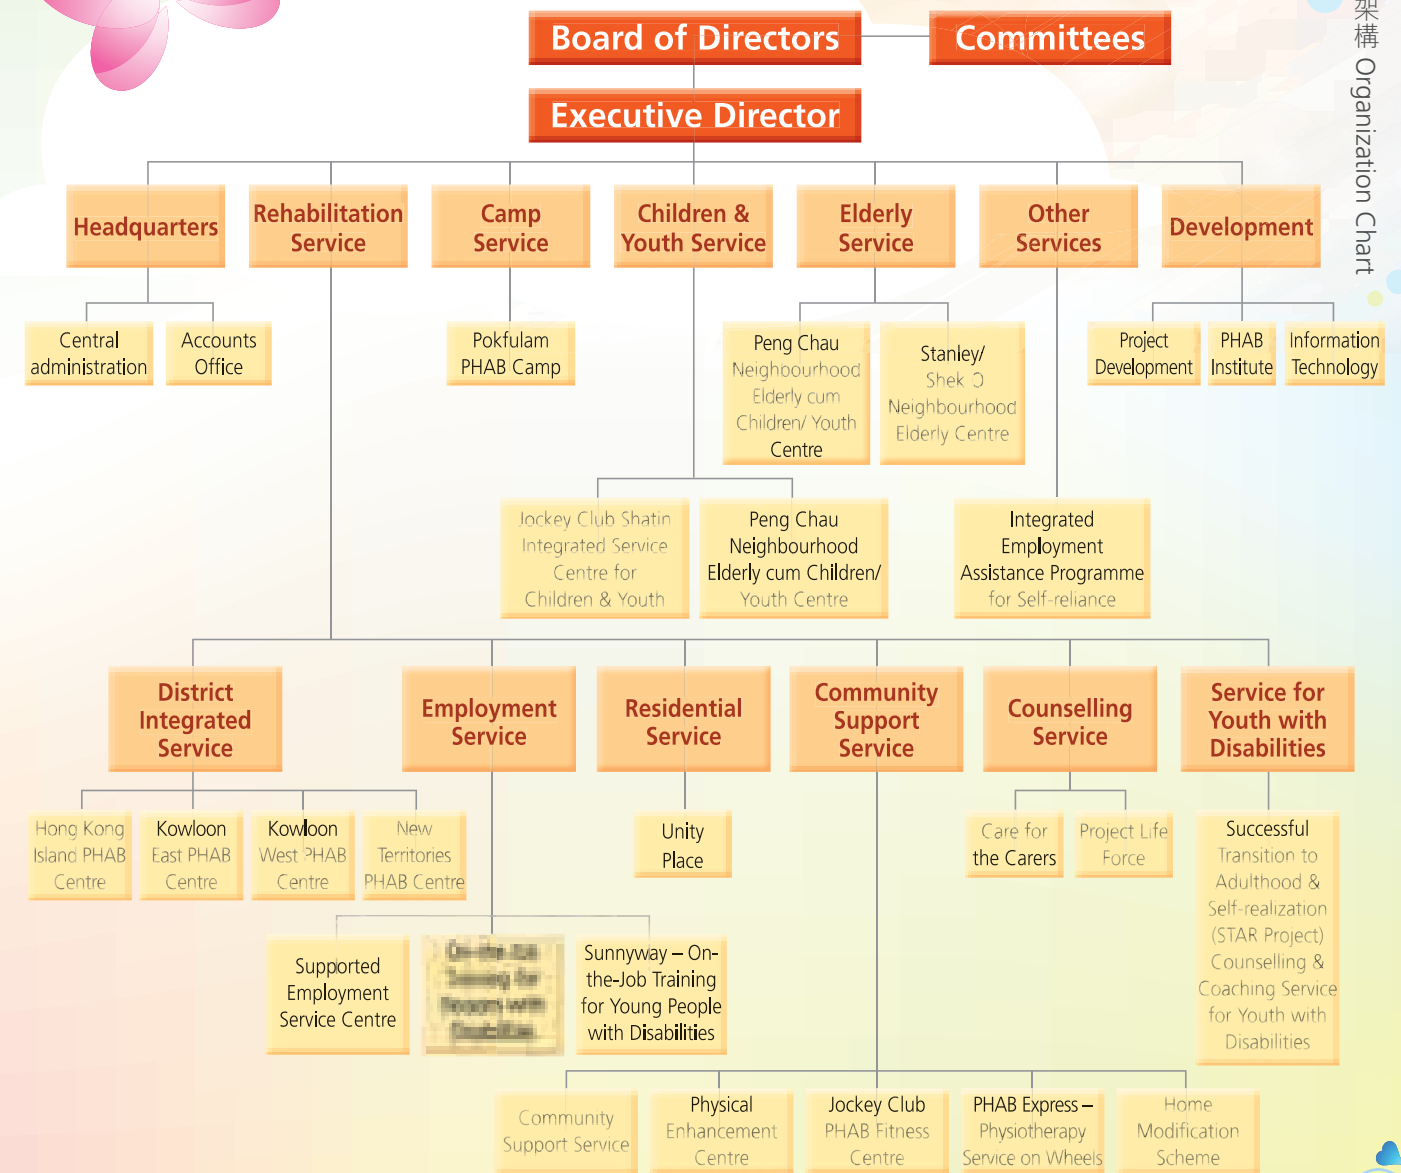 Board of Directors
Committees
Executive Director
架構 Organization Chart
Headquarters
Rehabilitation
Service
Camp
Service
Children &
Youth Service
Elderly
Service
Other
Services
Development
Central
administration
Accounts
Office
Pokfulam
PHAB Camp
Peng Chau
Neighbourhood
Elderly cum
Children/ Youth
Centre
Stanley/
Shek O
Neighbourhood
Elderly Centre
Project
Development
PHAB
Institute
Information
Technology
Jockey Club Shatin
Integrated Service
Centre for
Children & Youth
Peng Chau
Neighbourhood
Elderly cum Children/
Youth Centre
Integrated
Employment
Assistance Programme
for Self-reliance
District
Integrated
Service
Employment
Service
Residential
Service
Community
Support
Service
Counselling
Service
Service for
Youth with
Disabilities
Hong Kong
Island PHAB
Centre
Kowloon
East PHAB
Centre
Kowloon
West PHAB
Centre
New
Territories
PHAB Centre
Unity
Place
Care for
the Carers
Project Life
Force
Successful
Transition to
Adulthood &
Self-realization
(STAR Project)
Counselling &
Coaching Service
for Youth with
Disabilities
Supported
Employment
Service Centre
Sunnyway – On-
the-Job Training
for Young People
with Disabilities
Community
Support Service
Physical
Enhancement
Centre
Jockey Club
PHAB Fitness
Centre
PHAB Express –
Physiotherapy
Service on Wheels
Home
Modification
Scheme